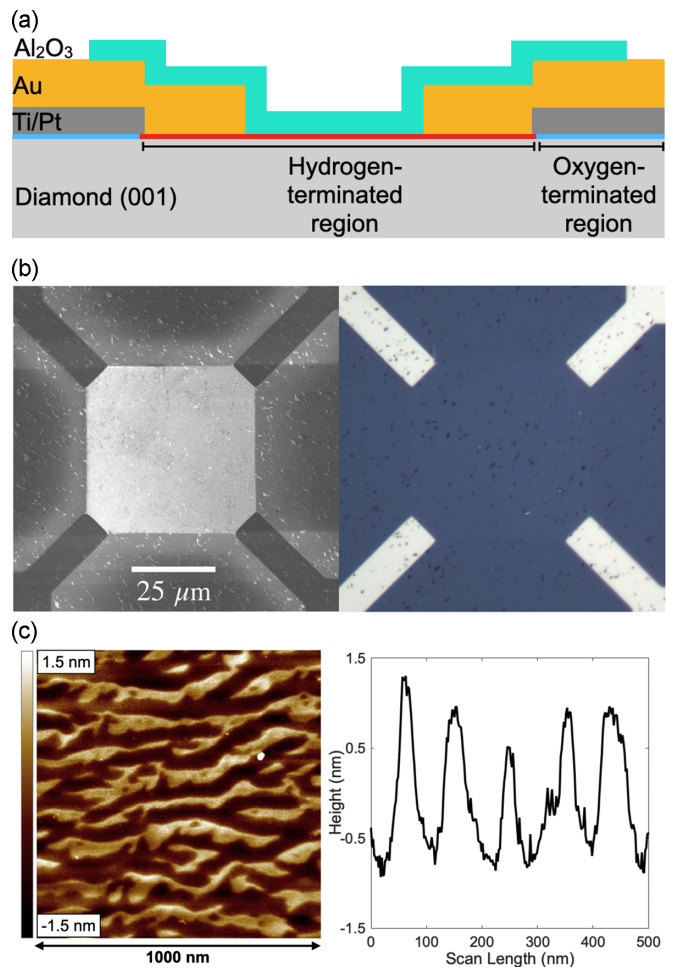 (a)
Al₂O₃
Au
Ti/Pt
Diamond (001)
Hydrogen-
terminated
region
Oxygen-
terminated
region
(b)
25 µm
(c)
1.5 nm
-1.5 nm
1000 nm
Height (nm)
1.5
0.5
-0.5
-1.5
0
100
200
300
400
500
Scan Length (nm)